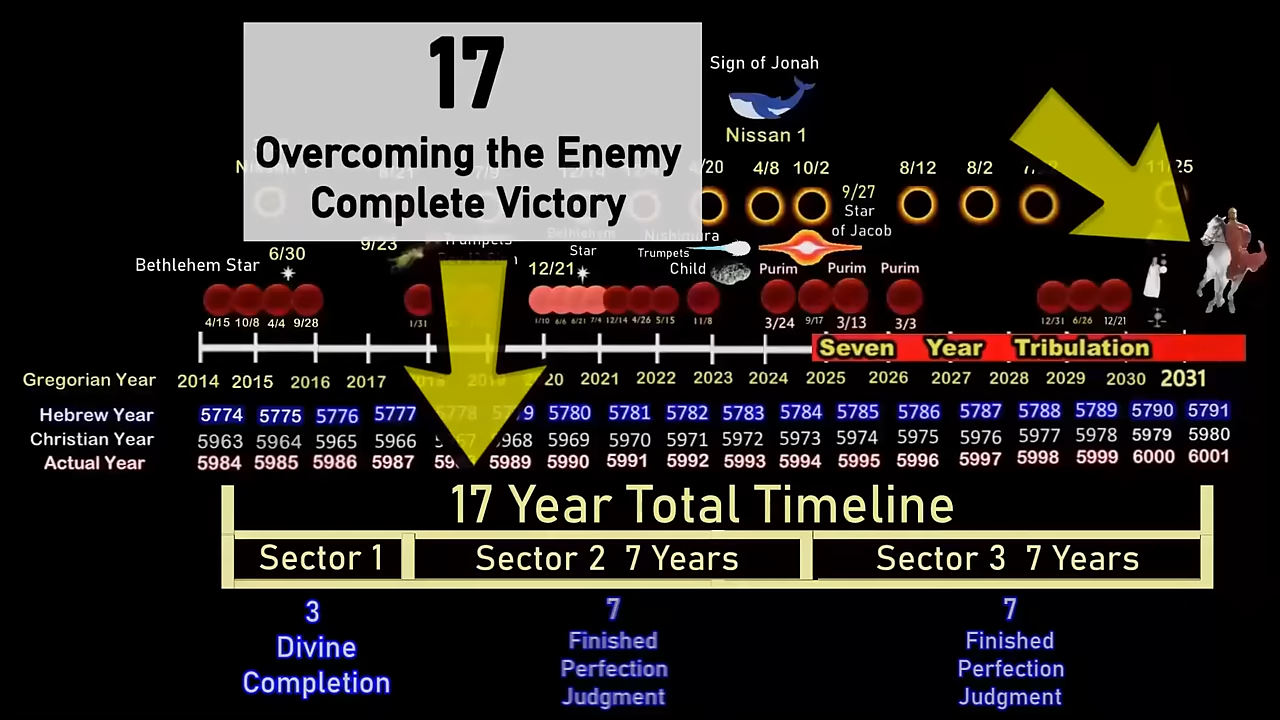 17
Overcoming the Enemy
Complete Victory
Sign of Jonah
Nissan 1
4/8 10/2 8/12 8/2 11/25
9/27
Star
of Jacob
Bethlehem Star 6/30 9/23
Trumpets
Bethlehem
Star
Nishimura
Trumpets
Child
12/21
Purim Purim Purim
4/15 10/8 4/4 9/28 1/31 1/10 6/6 6/21 7/4 12/14 4/26 5/15 11/8 3/24 9/17 3/13 3/3 12/31 6/26 12/21
Seven Year Tribulation
Gregorian Year 2014 2015 2016 2017 2018 2019 20 2021 2022 2023 2024 2025 2026 2027 2028 2029 2030 2031
Hebrew Year 5774 5775 5776 5777 5778 5779 5780 5781 5782 5783 5784 5785 5786 5787 5788 5789 5790 5791
Christian Year 5963 5964 5965 5966 5967 5968 5969 5970 5971 5972 5973 5974 5975 5976 5977 5978 5979 5980
Actual Year 5984 5985 5986 5987 5989 5990 5991 5992 5993 5994 5995 5996 5997 5998 5999 6000 6001
17 Year Total Timeline
Sector 1 Sector 2 7 Years Sector 3 7 Years
3
Divine
Completion
7
Finished
Perfection
Judgment
7
Finished
Perfection
Judgment